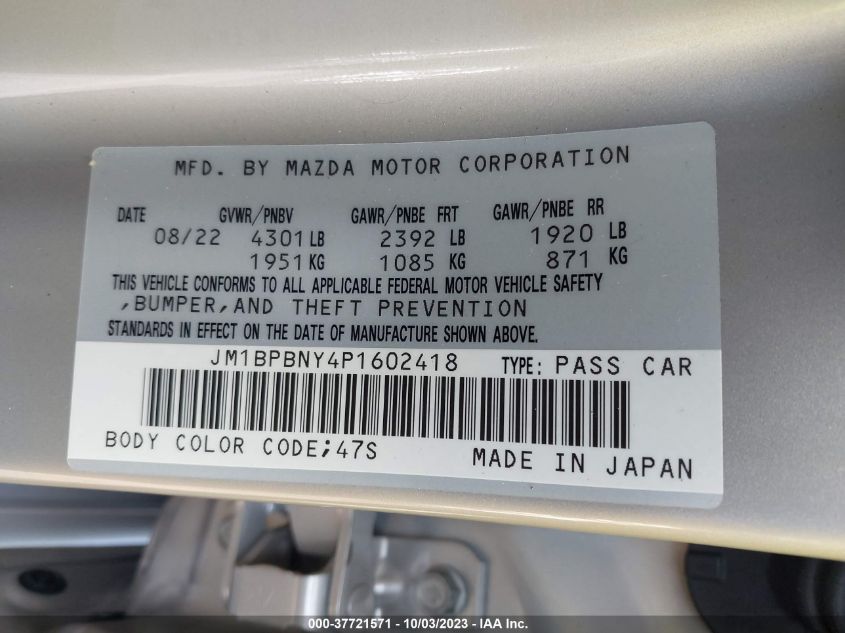 MFD. BY MAZDA MOTOR CORPORATION
DATE GVWR/PNBV GAWR/PNBE FRT GAWR/PNBE RR
08/22 4301 LB 2392 LB 1920 LB
1951 KG 1085 KG 871 KG
THIS VEHICLE CONFORMS TO ALL APPLICABLE FEDERAL MOTOR VEHICLE SAFETY
,BUMPER,AND THEFT PREVENTION
STANDARDS IN EFFECT ON THE DATE OF MANUFACTURE SHOWN ABOVE.
JM1BPBNY4P1602418 TYPE: PASS CAR
BODY COLOR CODE;47S MADE IN JAPAN
© - 37721571 - 10/03/2023 - IAA Inc.